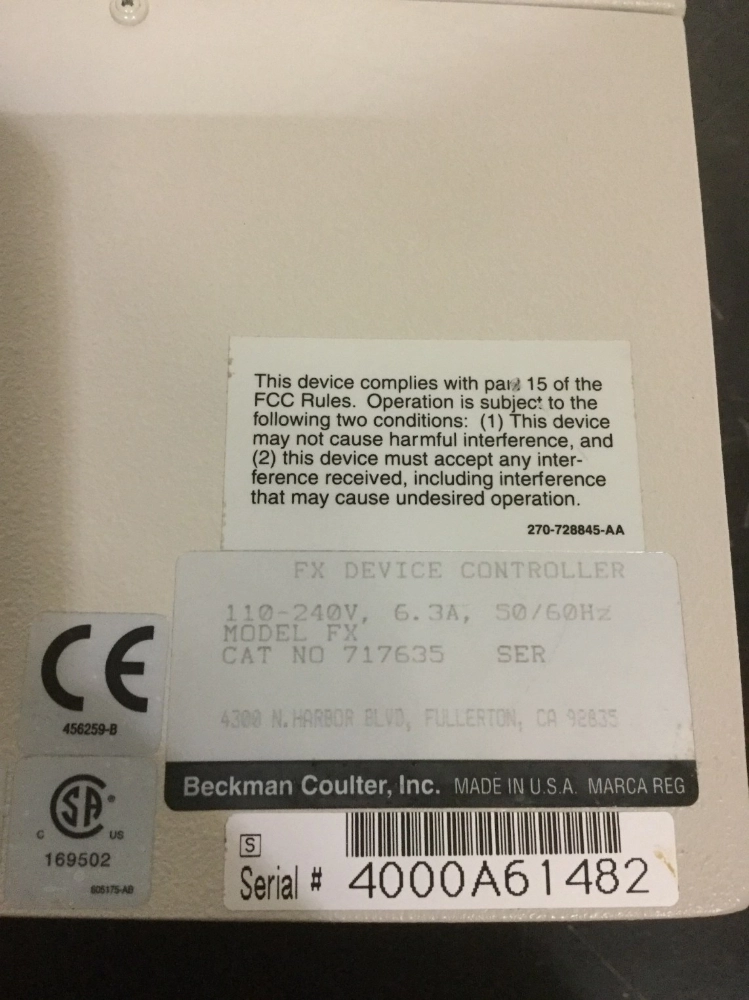 This device complies with part 15 of the
FCC Rules. Operation is subject to the
following two conditions: (1) This device
may not cause harmful interference, and
(2) this device must accept any inter-
ference received, including interference
that may cause undesired operation.
270-728845-AA
FX DEVICE CONTROLLER
110-240V, 6.3A, 50/60Hz
MODEL FX
CAT NO 717635 SER
4300 N. HARBOR BLVD, FULLERTON, CA 92835
Beckman Coulter, Inc. MADE IN U.S.A. MARCA REG
CE
456259-B
SA
C US
169502
605175-AB
S
Serial # 4000A61482